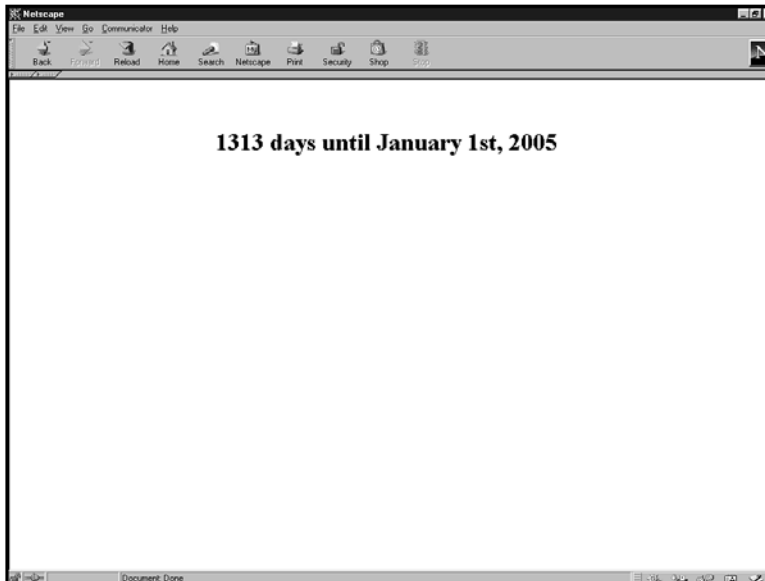 Netscape
File Edit View Go Communicator Help
Back Forward Reload Home Search Netscape Print Security Shop Stop
1313 days until January 1st, 2005
Document: Done